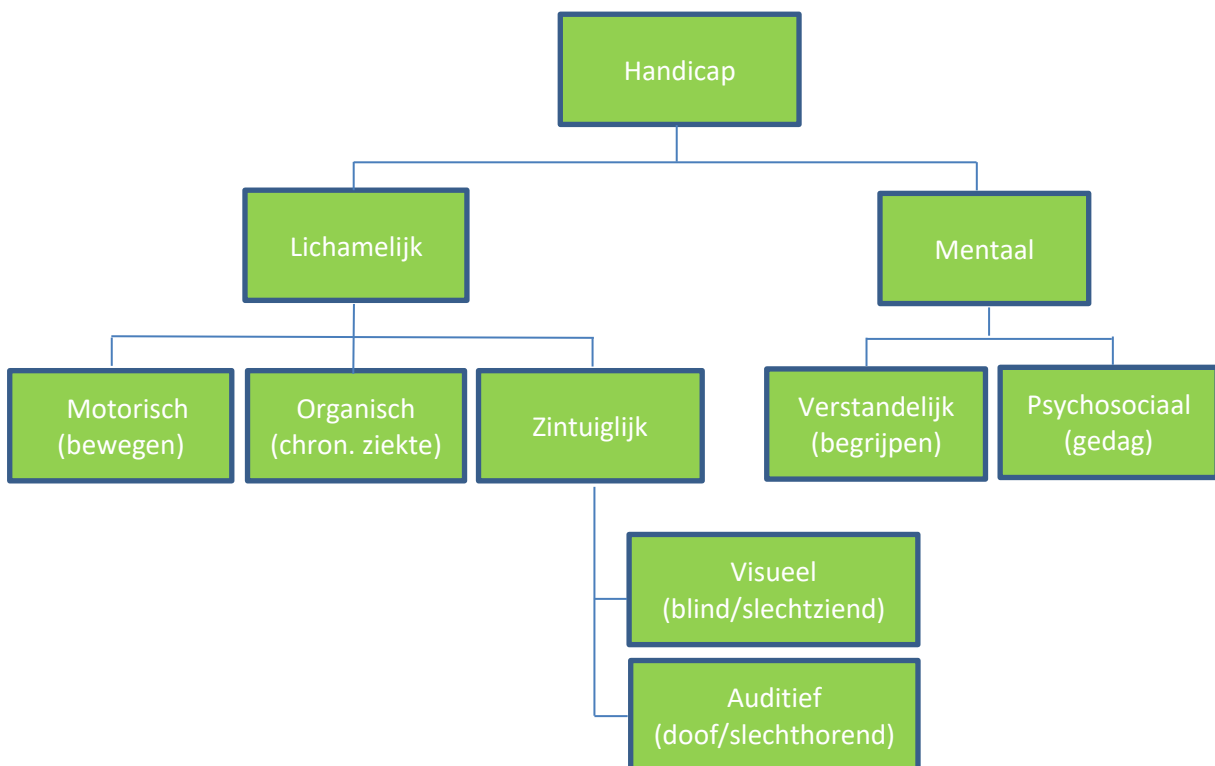 Handicap
Lichamelijk
Mentaal
Motorisch
(bewegen)
Organisch
(chron. ziekte)
Zintuiglijk
Verstandelijk
(begrijpen)
Psychosociaal
(gedag)
Visueel
(blind/slechtziend)
Auditief
(doof/slechthorend)